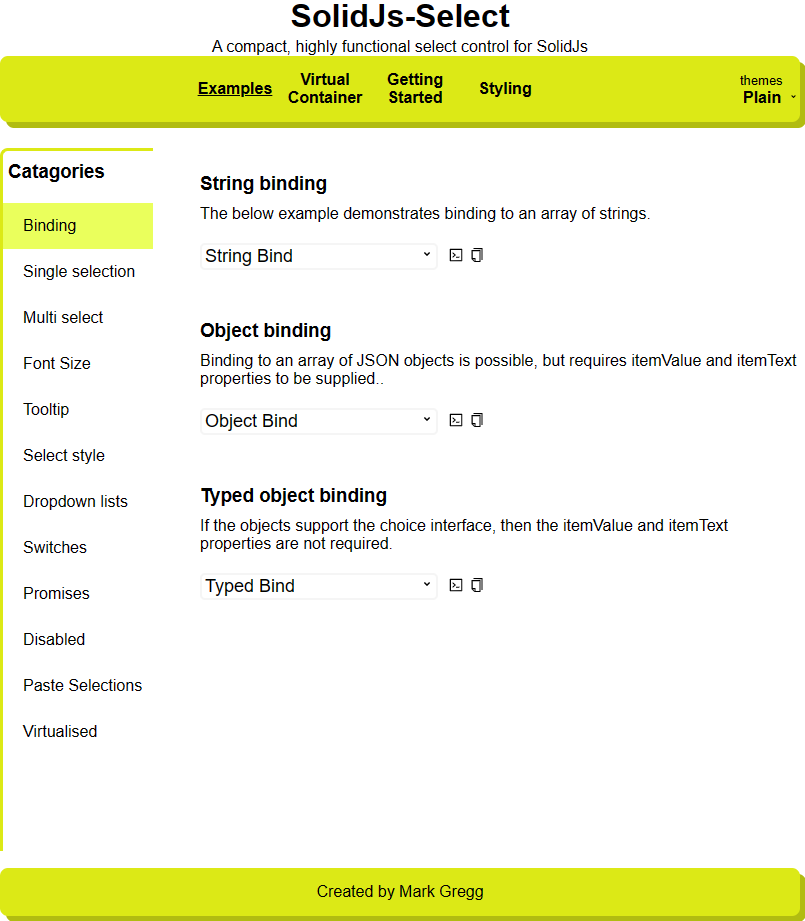 SolidJs-Select
A compact, highly functional select control for SolidJs
Examples
Virtual
Container
Getting
Started
Styling
themes
Plain
Catagories
Binding
Single selection
Multi select
Font Size
Tooltip
Select style
Dropdown lists
Switches
Promises
Disabled
Paste Selections
Virtualised
String binding
The below example demonstrates binding to an array of strings.
String Bind
Object binding
Binding to an array of JSON objects is possible, but requires itemValue and itemText
properties to be supplied..
Object Bind
Typed object binding
If the objects support the choice interface, then the itemValue and itemText
properties are not required.
Typed Bind
Created by Mark Gregg